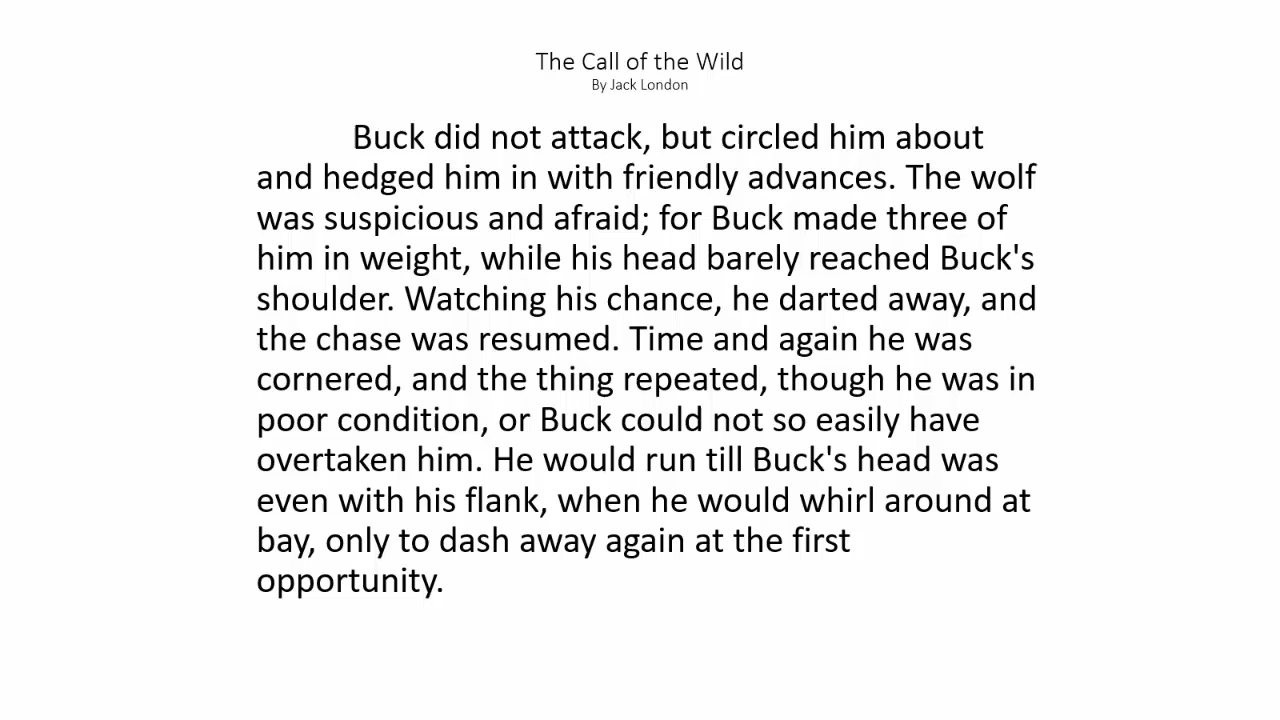 The Call of the Wild
By Jack London
Buck did not attack, but circled him about
and hedged him in with friendly advances. The wolf
was suspicious and afraid; for Buck made three of
him in weight, while his head barely reached Buck's
shoulder. Watching his chance, he darted away, and
the chase was resumed. Time and again he was
cornered, and the thing repeated, though he was in
poor condition, or Buck could not so easily have
overtaken him. He would run till Buck's head was
even with his flank, when he would whirl around at
bay, only to dash away again at the first
opportunity.